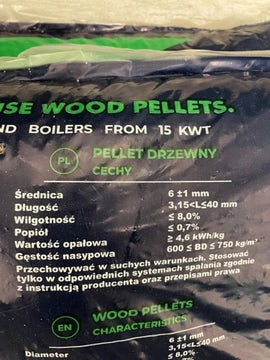 USE WOOD PELLETS.
ND BOILERS FROM 15 KWT
PL PELLET DRZEWNY
CECHY
Średnica 6 ±1 mm
Długość 3,15<L≤40 mm
Wilgotność ≤ 8,0%
Popiół ≤ 0,7%
Wartość opałowa ≥ 4,6 kWh/kg
Gęstość nasypowa 600 ≤ BD ≤ 750 kg/m³
Przechowywać w suchych warunkach. Stosować
tylko w odpowiednich systemach spalania zgodnie
z instrukcją producenta oraz przepisami prawa
EN WOOD PELLETS
CHARACTERISTICS
Diameter 6 ±1 mm
3,15<L≤40 mm
≤ 8,0%